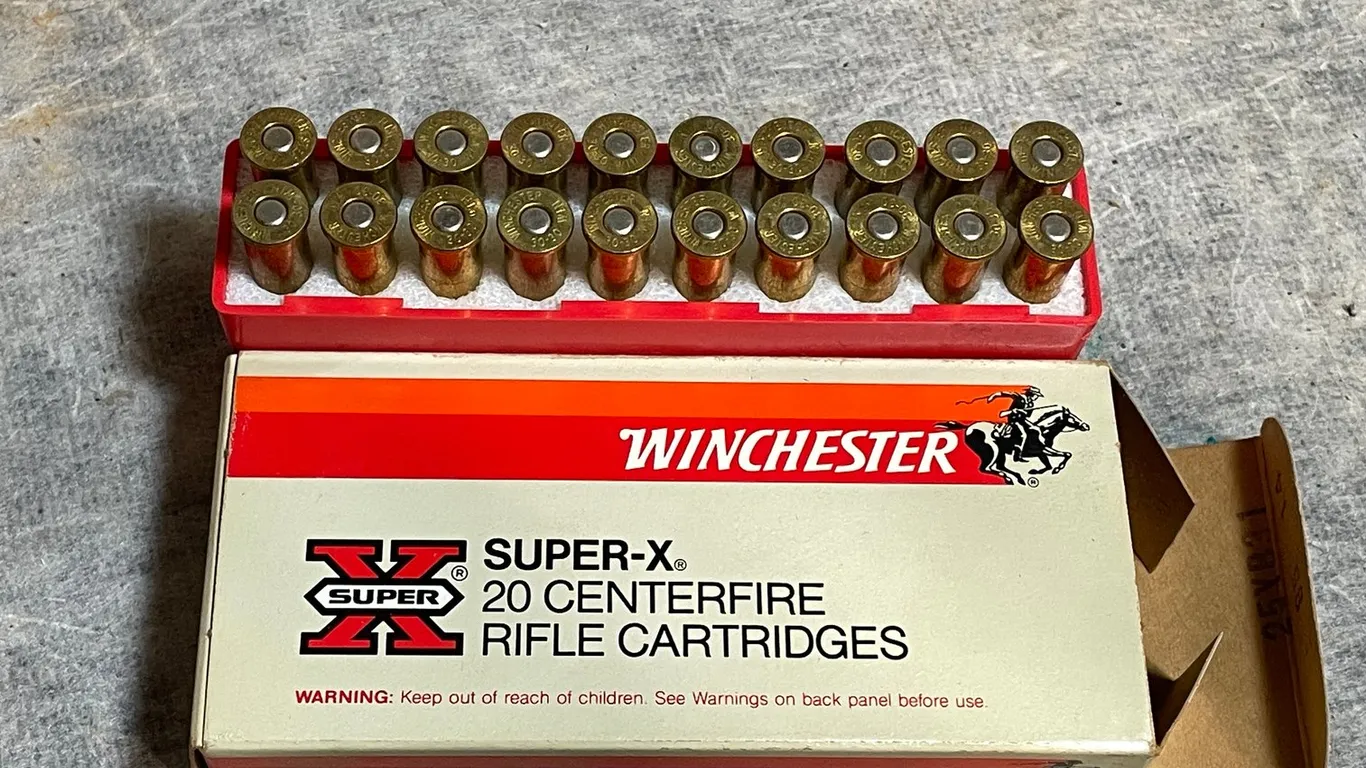 WINCHESTER
®
SUPER
®
SUPER-X®
20 CENTERFIRE
RIFLE CARTRIDGES
WARNING: Keep out of reach of children. See Warnings on back panel before use.